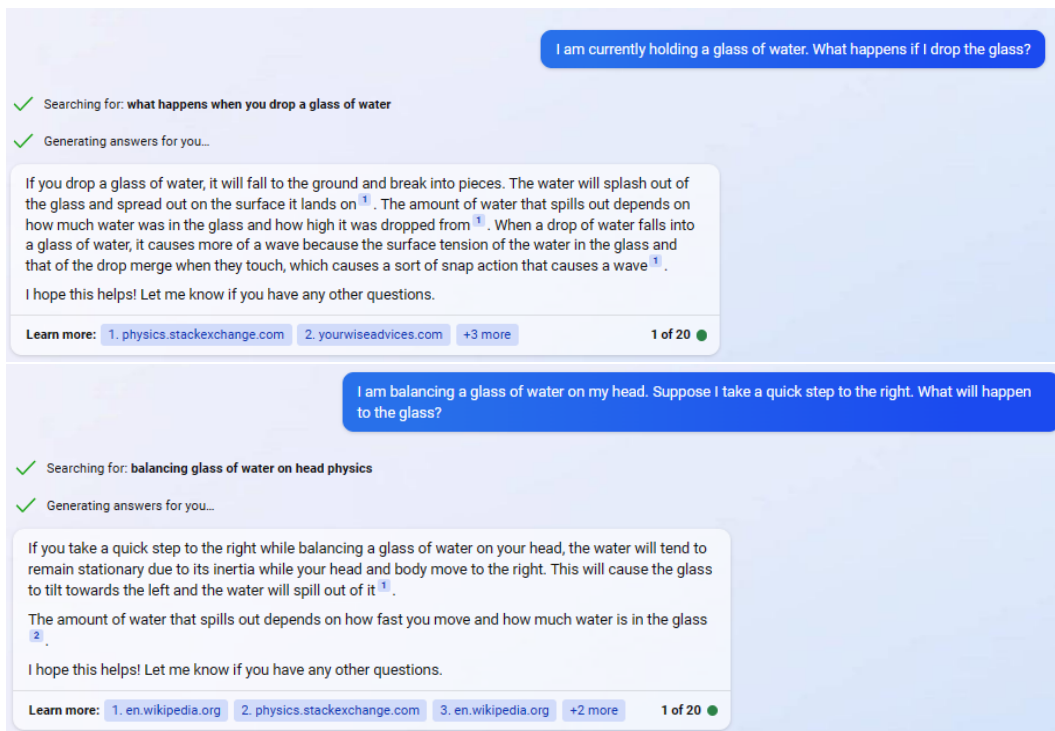 I am currently holding a glass of water. What happens if I drop the glass?
Searching for: what happens when you drop a glass of water
Generating answers for you...
If you drop a glass of water, it will fall to the ground and break into pieces. The water will splash out of
the glass and spread out on the surface it lands on 1 . The amount of water that spills out depends on
how much water was in the glass and how high it was dropped from 1 . When a drop of water falls into
a glass of water, it causes more of a wave because the surface tension of the water in the glass and
that of the drop merge when they touch, which causes a sort of snap action that causes a wave 1 .
I hope this helps! Let me know if you have any other questions.
Learn more: 1. physics.stackexchange.com 2. yourwiseadvices.com +3 more 1 of 20
I am balancing a glass of water on my head. Suppose I take a quick step to the right. What will happen
to the glass?
Searching for: balancing glass of water on head physics
Generating answers for you...
If you take a quick step to the right while balancing a glass of water on your head, the water will tend to
remain stationary due to its inertia while your head and body move to the right. This will cause the glass
to tilt towards the left and the water will spill out of it 1 .
The amount of water that spills out depends on how fast you move and how much water is in the glass
2 .
I hope this helps! Let me know if you have any other questions.
Learn more: 1. en.wikipedia.org 2. physics.stackexchange.com 3. en.wikipedia.org +2 more 1 of 20